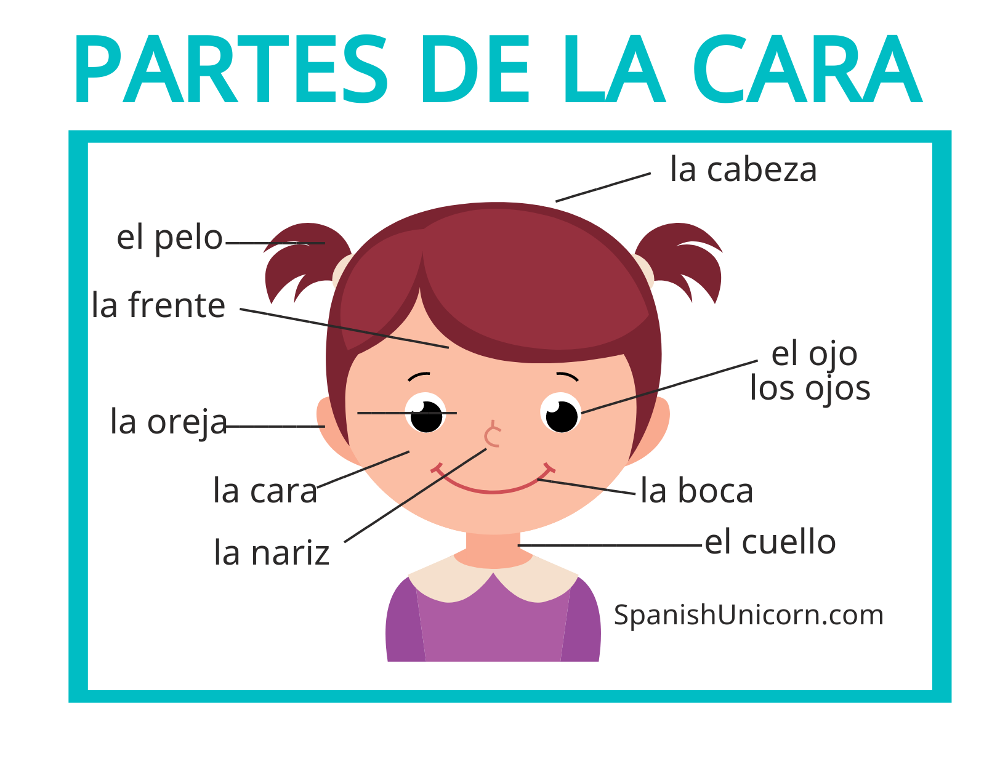 PARTES DE LA CARA
la cabeza
el pelo
la frente
el ojo
los ojos
la oreja
la cara
la boca
la nariz
el cuello
SpanishUnicorn.com